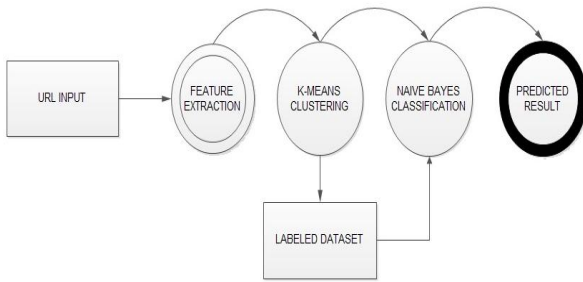 URL INPUT
FEATURE
EXTRACTION
K-MEANS
CLUSTERING
NAIVE BAYES
CLASSIFICATION
PREDICTED
RESULT
LABELED DATASET